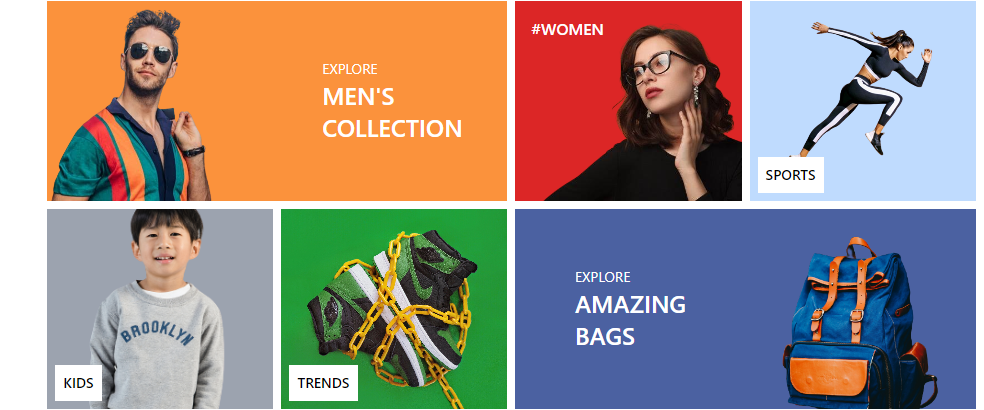 EXPLORE
MEN'S
COLLECTION
#WOMEN
SPORTS
BROOKLYN
KIDS
TRENDS
EXPLORE
AMAZING
BAGS